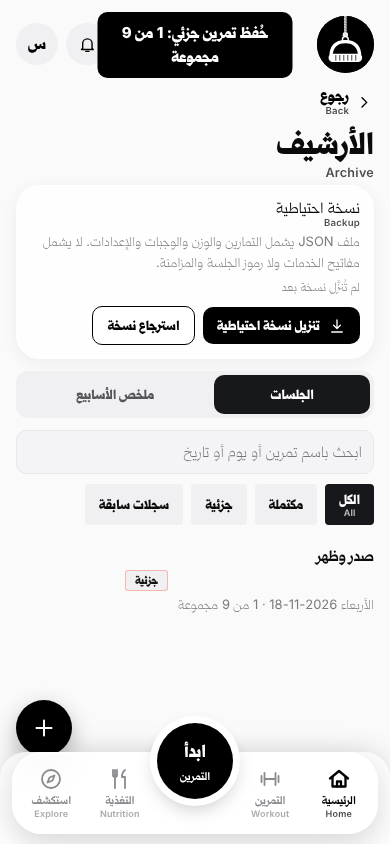 حُفظ تمرين جزئي: 1 من 9
مجموعة
س
رجوع
Back
الأرشيف
Archive
نسخة احتياطية
Backup
ملف JSON يشمل التمارين والوزن والوجبات والإعدادات. لا يشمل
مفاتيح الخدمات ولا رموز الجلسة والمزامنة.
لم تُنزَّل نسخة بعد
تنزيل نسخة احتياطية
استرجاع نسخة
الجلسات
ملخص الأسابيع
ابحث باسم تمرين أو يوم أو تاريخ
الكل
All
مكتملة
جزئية
سجلات سابقة
صدر وظهر
جزئية
الأربعاء 2026-11-18 · 1 من 9 مجموعة
ابدأ
التمرين
الرئيسية
Home
التمرين
Workout
التغذية
Nutrition
استكشف
Explore